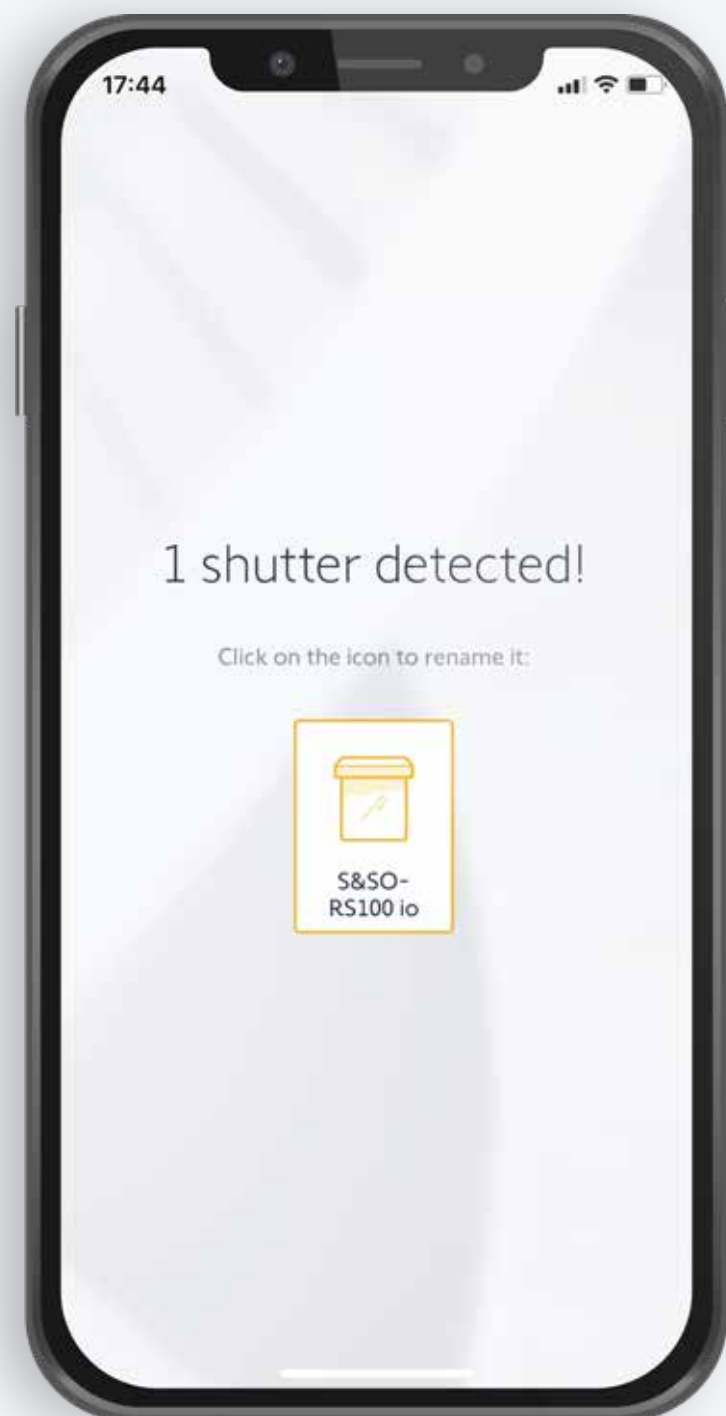 17:44
1 shutter detected!
Click on the icon to rename it:
S&SO-
RS100 io